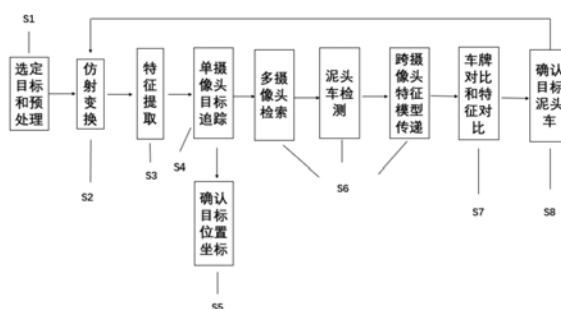 S1
选定
目标
和预
处理
仿
射
变
换
特
征
提
取
单摄
像头
目标
追踪
多摄
像头
检索
泥头
车检
测
跨摄
像头
特征
模型
传递
车牌
对比
和特
征对
比
确认
目标
泥头
车
S2
S3
S4
确认
目标
位置
坐标
S5
S6
S7
S8